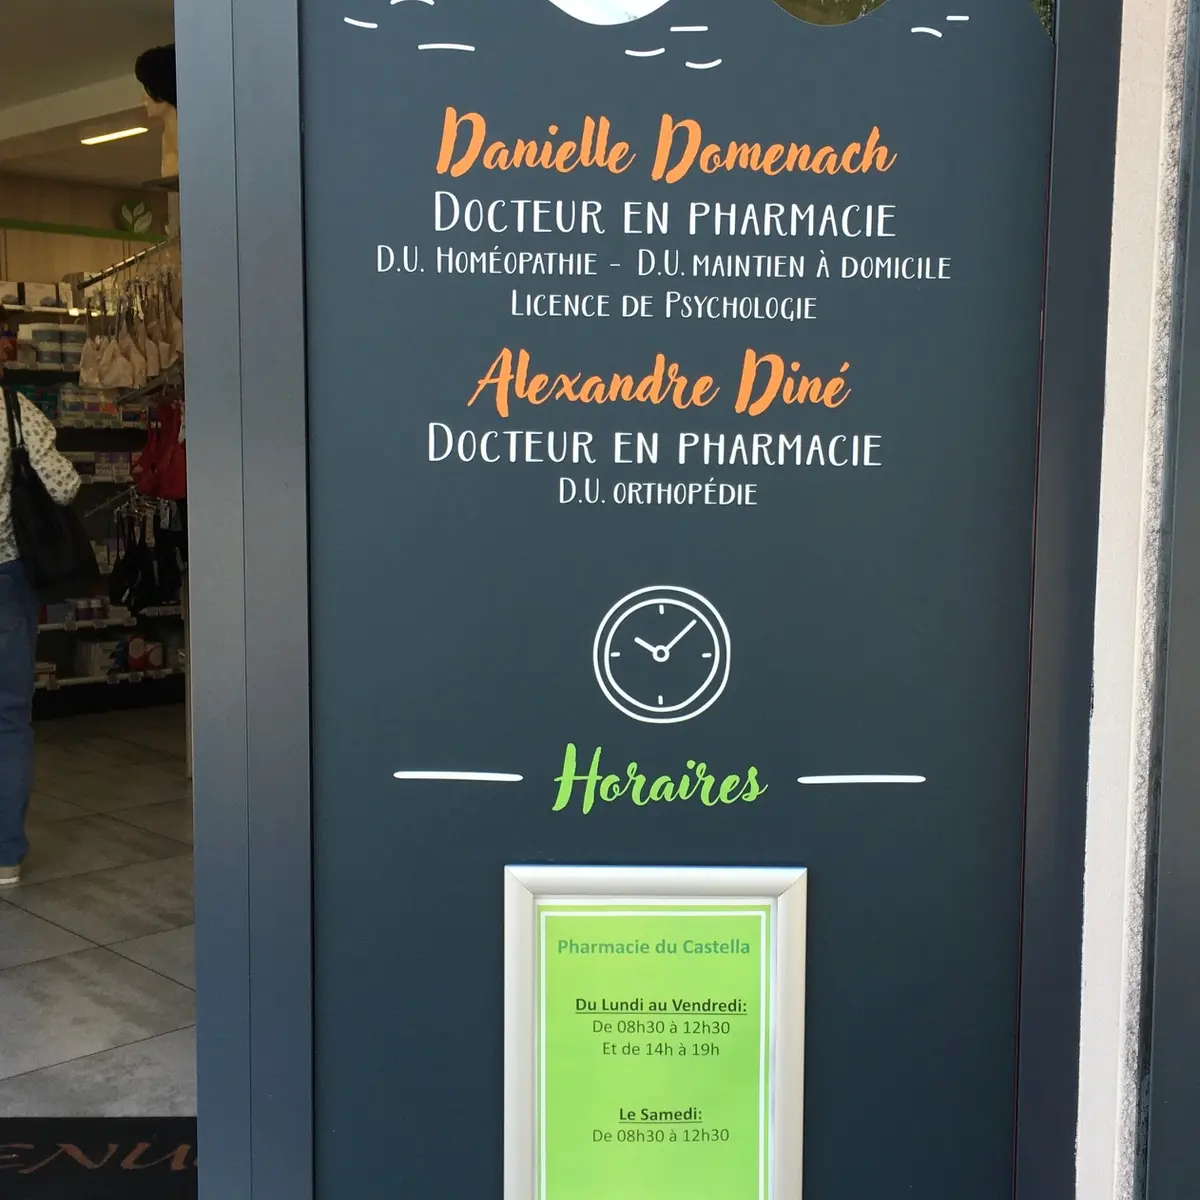 Danielle Domenach
Docteur en pharmacie
D.U. Homéopathie - D.U. maintien à domicile
Licence de Psychologie
Alexandre Diné
Docteur en pharmacie
D.U. orthopédie
Horaires
Pharmacie du Castella
Du Lundi au Vendredi:
De 08h30 à 12h30
Et de 14h à 19h
Le Samedi:
De 08h30 à 12h30